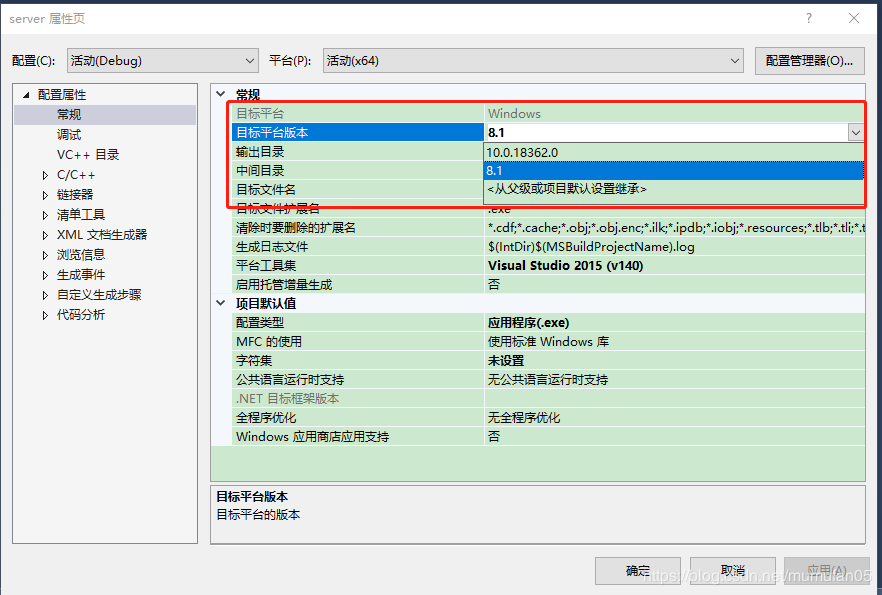 server 属性页
配置(C): 活动(Debug) 平台(P): 活动(x64) 配置管理器(O)...
配置属性
常规
调试
VC++ 目录
C/C++
链接器
清单工具
XML 文档生成器
浏览信息
生成事件
自定义生成步骤
代码分析
常规
目标平台 Windows
目标平台版本 8.1
输出目录 10.0.18362.0
中间目录 8.1
目标文件名 <从父级或项目默认设置继承>
目标文件扩展名 .exe
清除时要删除的扩展名 *.cdf;*.cache;*.obj;*.obj.enc;*.ilk;*.ipdb;*.iobj;*.resources;*.tlb;*.tli;*.t
生成日志文件 $(IntDir)$(MSBuildProjectName).log
平台工具集 Visual Studio 2015 (v140)
启用托管增量生成 否
项目默认值
配置类型 应用程序(.exe)
MFC 的使用 使用标准 Windows 库
字符集 未设置
公共语言运行时支持 无公共语言运行时支持
.NET 目标框架版本
全程序优化 无全程序优化
Windows 应用商店应用支持 否
目标平台版本
目标平台的版本
确定 取消 应用(A)
https://blog.csdn.net/mumufan05